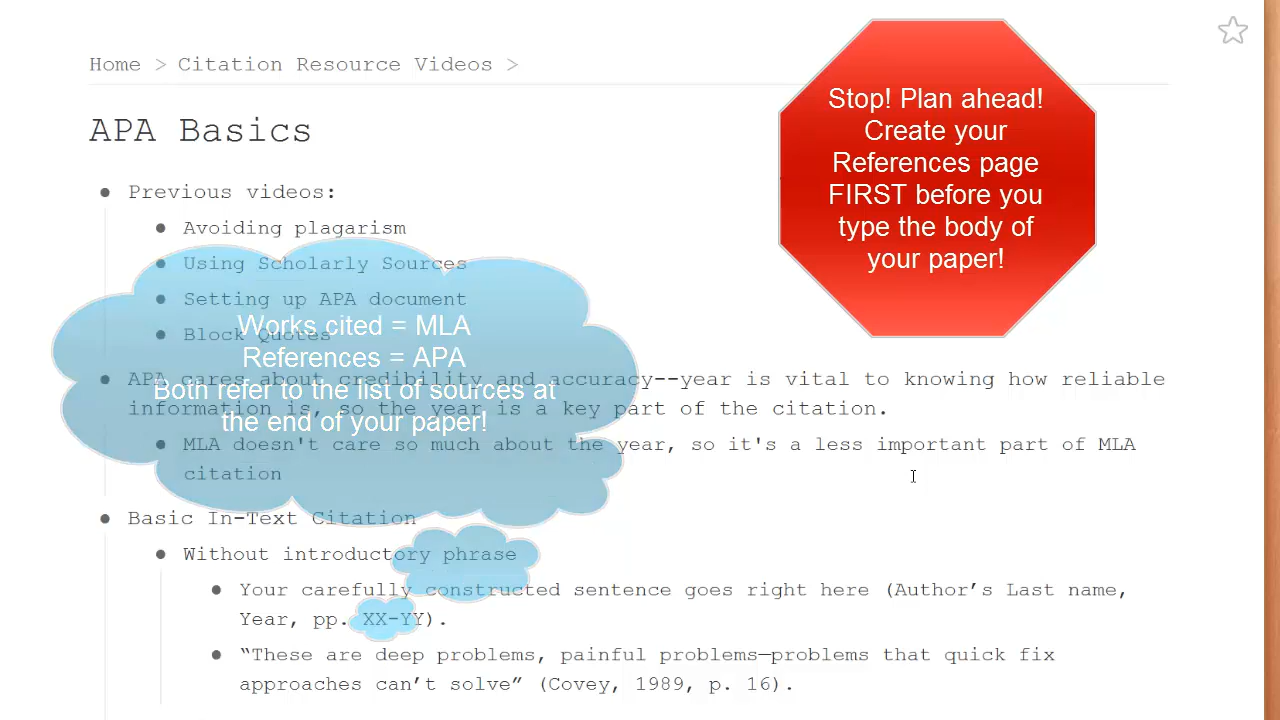 Home > Citation Resource Videos >
APA Basics
Stop! Plan ahead!
Create your
References page
FIRST before you
type the body of
your paper!
• Previous videos:
• Avoiding plagarism
• Using Scholarly Sources
• Setting up APA document
• Block Quotes
Works cited = MLA
References = APA
Both refer to the list of sources at
the end of your paper!
• APA cares about credibility and accuracy--year is vital to knowing how reliable
information is, so the year is a key part of the citation.
• MLA doesn't care so much about the year, so it's a less important part of MLA
citation
• Basic In-Text Citation
• Without introductory phrase
• Your carefully constructed sentence goes right here (Author’s Last name,
Year, pp. XX-YY).
• “These are deep problems, painful problems—problems that quick fix
approaches can’t solve” (Covey, 1989, p. 16).